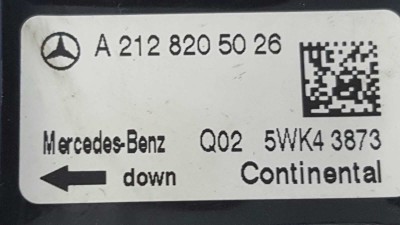 A 212 820 50 26
Mercedes-Benz Q02 5WK4 3873
down Continental